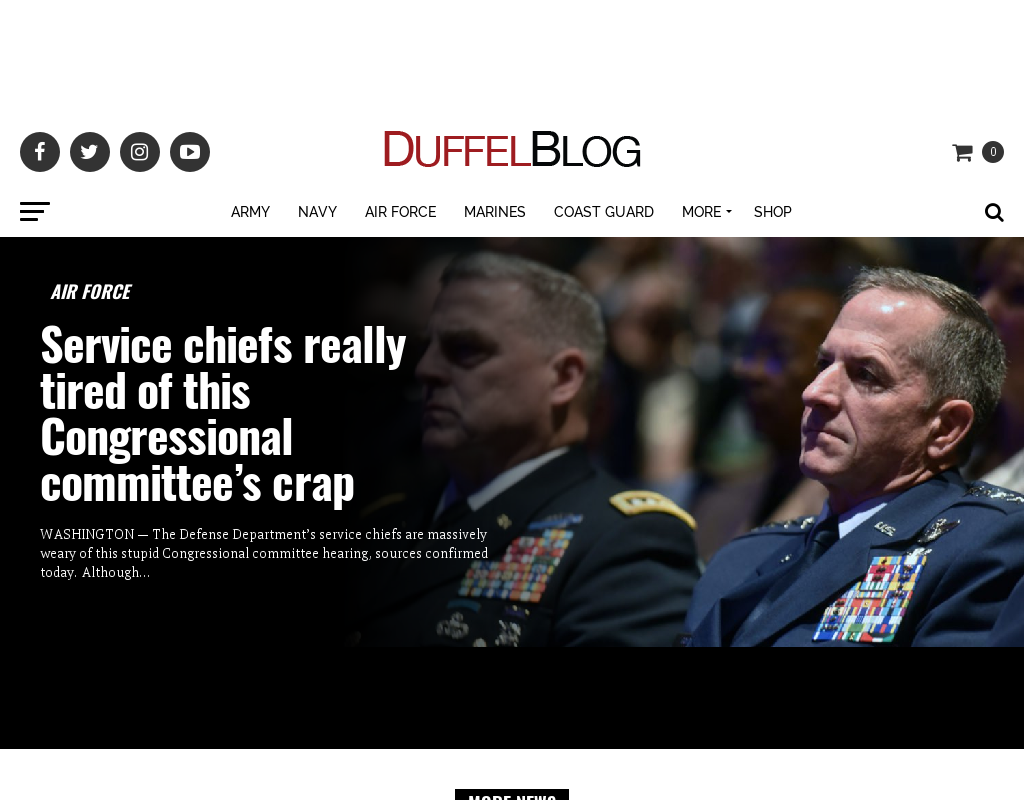 DUFFELBLOG
0
ARMY NAVY AIR FORCE MARINES COAST GUARD MORE SHOP
AIR FORCE
Service chiefs really
tired of this
Congressional
committee’s crap
WASHINGTON — The Defense Department’s service chiefs are massively
weary of this stupid Congressional committee hearing, sources confirmed
today. Although...
U.S.
MORE NEWS